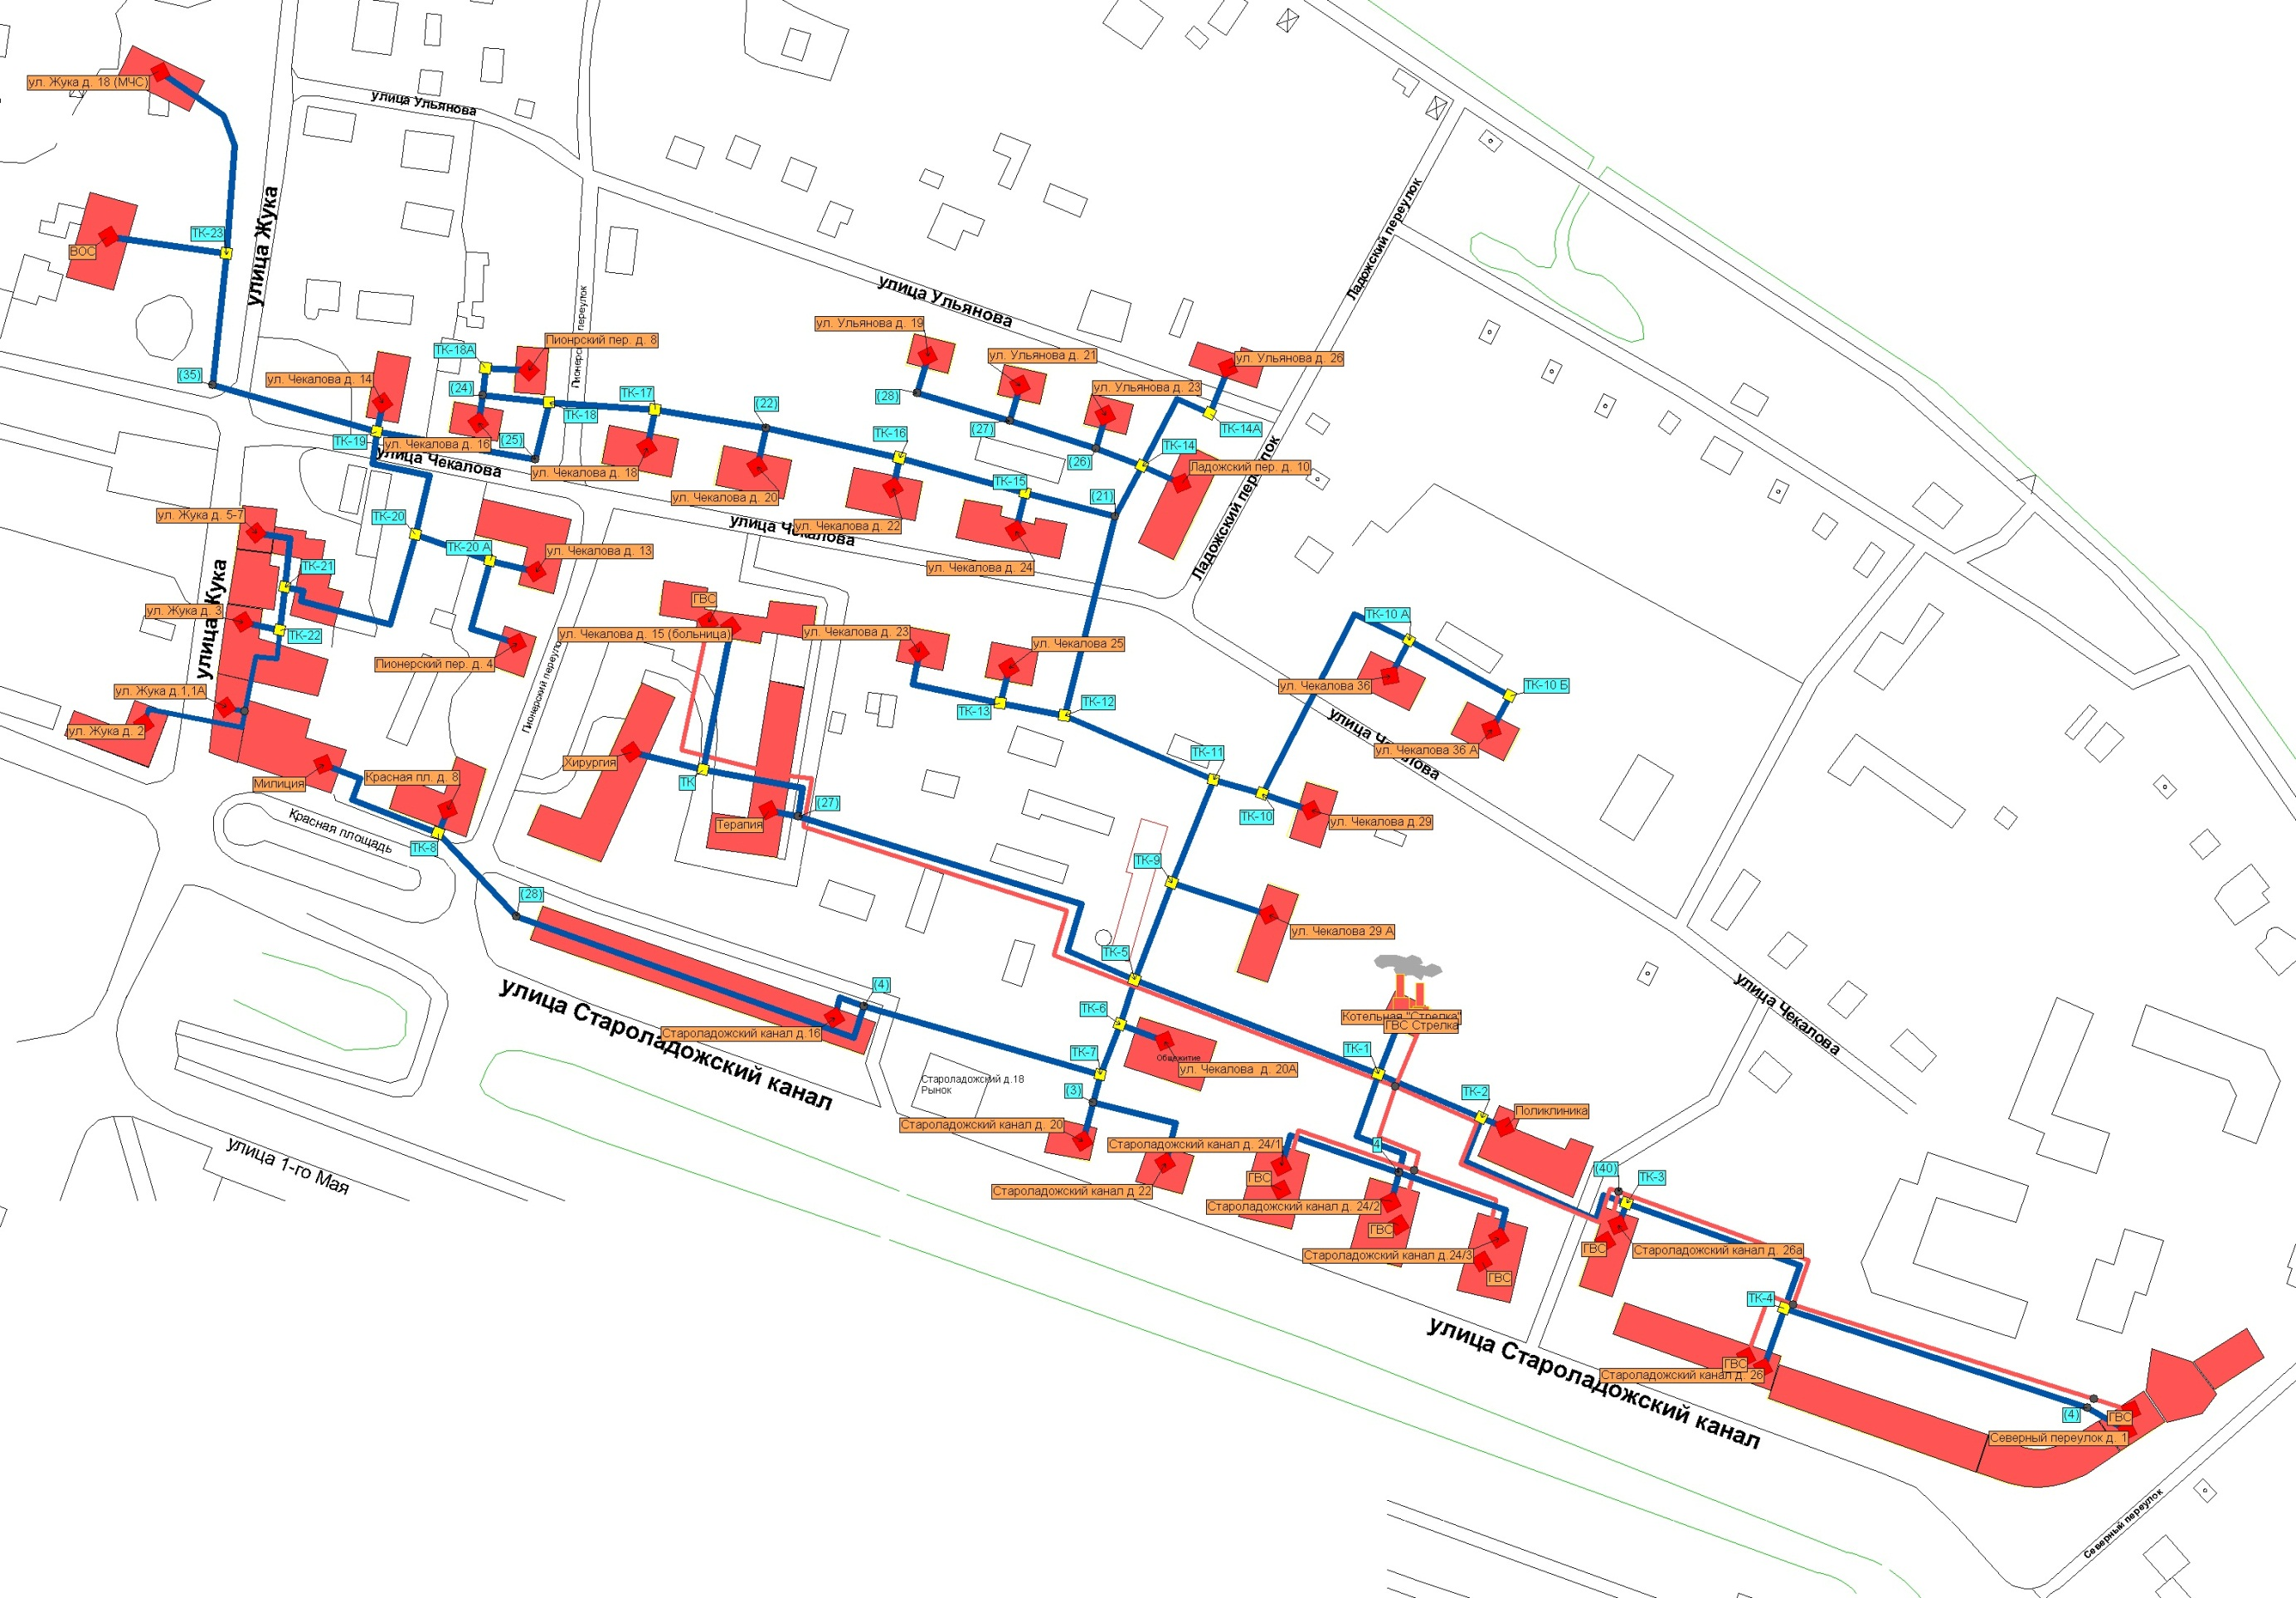 ул. Жука д. 18 (МЧС)
улица Ульянова
ТК-23
улица Жука
ВОС
Ладожский переулок
улица Ульянова
Пионерский переулок
ул. Ульянова д. 19
Пионрский пер. д. 8
ТК-18А
ул. Ульянова д. 21
ул. Ульянова д. 26
(35)
ул. Чекалова д. 14
(24)
ТК-17
(28)
ул. Ульянова д. 23
(22)
ТК-18
ТК-19
ул. Чекалова д. 16
(25)
ТК-16
(27)
ТК-14А
ТК-14
улица Чекалова
ул. Чекалова д. 18
(26)
Ладожский пер. д. 10
ТК-15
ул. Чекалова д. 20
(21)
Ладожский переулок
ул. Жука д. 5-7
ТК-20
улица Чекалова
ул. Чекалова д. 22
ТК-20 А
ул. Чекалова д. 13
ТК-21
ул. Чекалова д. 24
улица Жука
ГВС
ул. Жука д. 3
ТК-22
ул. Чекалова д. 15 (больница)
ул. Чекалова д. 23
ул. Чекалова 25
ТК-10 А
Пионерский пер. д. 4
Пионерский переулок
ул. Чекалова 36
ТК-10 Б
ул. Жука д.1,1А
ТК-13
ТК-12
улица Чекалова
ул. Жука д. 2
ТК-11
ул. Чекалова 36 А
Хирургия
Милиция
Красная пл. д. 8
ТК
(27)
ТК-10
ул. Чекалова д.29
Терапия
Красная площадь
ТК-8
ТК-9
(28)
ул. Чекалова 29 А
ТК-5
улица Чекалова
(4)
улица Староладожский канал
ТК-6
Котельная "Стрелка"
ГВС Стрелка
Староладожский канал д.16
ТК-7
Общежитие
ТК-1
ул. Чекалова д. 20А
Староладожский д.18
Рынок
(3)
ТК-2
Поликлиника
Староладожский канал д. 20
Староладожский канал д. 24/1
4
улица 1-го Мая
(40)
ТК-3
ГВС
Староладожский канал д 22
Староладожский канал д. 24/2
ГВС
Староладожский канал д.24/3
ГВС
Староладожский канал д. 26а
ГВС
ТК-4
улица Староладожский канал
ГВС
Староладожский канал д. 26
(4)
ГВС
Северный переулок д. 1
Северный переулок